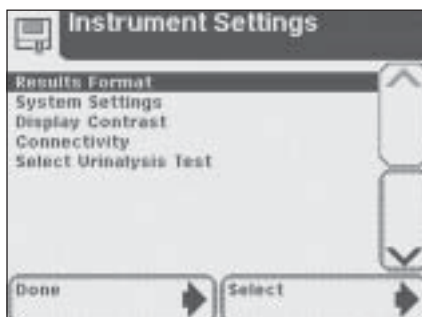 Instrument Settings
Results Format
System Settings
Display Contrast
Connectivity
Select Urinalysis Test
Done
Select